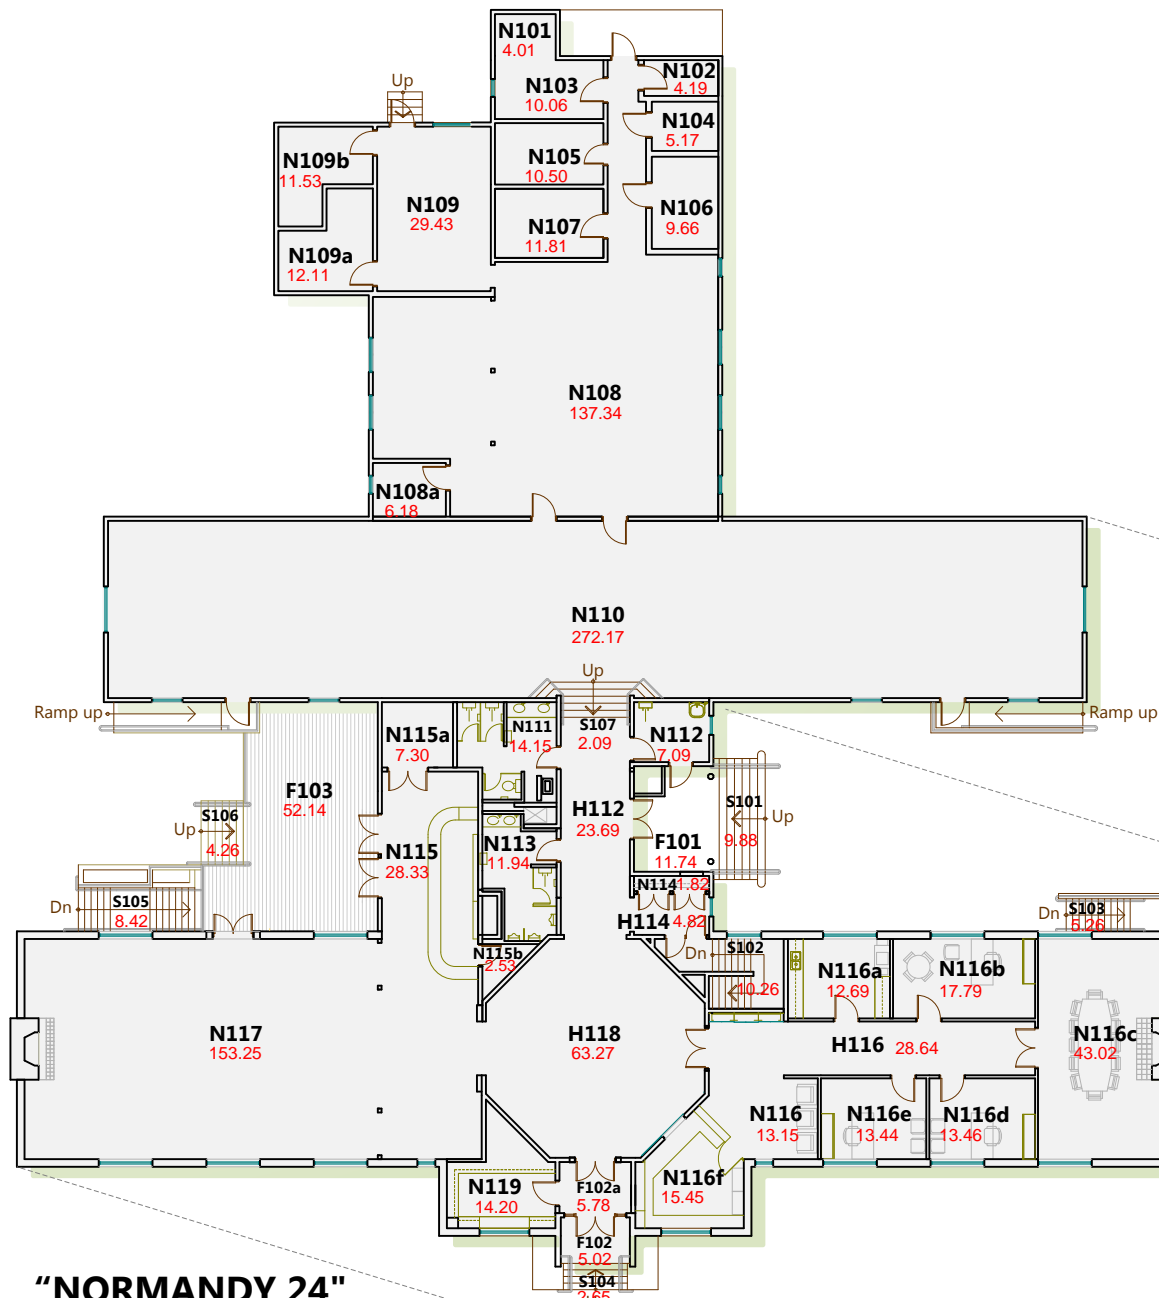 N101
4.01
N102
4.19
N103
10.06
Up
N104
5.17
N105
10.50
N109b
11.53
N109
29.43
N106
9.66
N107
11.81
N109a
12.11
N108
137.34
N108a
6.18
N110
272.17
Up
Ramp up
Ramp up
N115a
7.30
N111
14.15
S107
2.09
N112
7.09
F103
52.14
S106
4.26
Up
H112
23.69
S101
9.88
Up
N115
28.33
N113
11.94
F101
11.74
N114
1.82
S105
8.42
Dn
H114
4.82
S103
5.26
Dn
N115b
2.53
Dn
S102
10.26
N116a
12.69
N116b
17.79
N117
153.25
H118
63.27
H116
28.64
N116c
43.02
N116
13.15
N116e
13.44
N116d
13.46
N119
14.20
F102a
5.78
N116f
15.45
F102
5.02
S104
2.65
“NORMANDY 24"